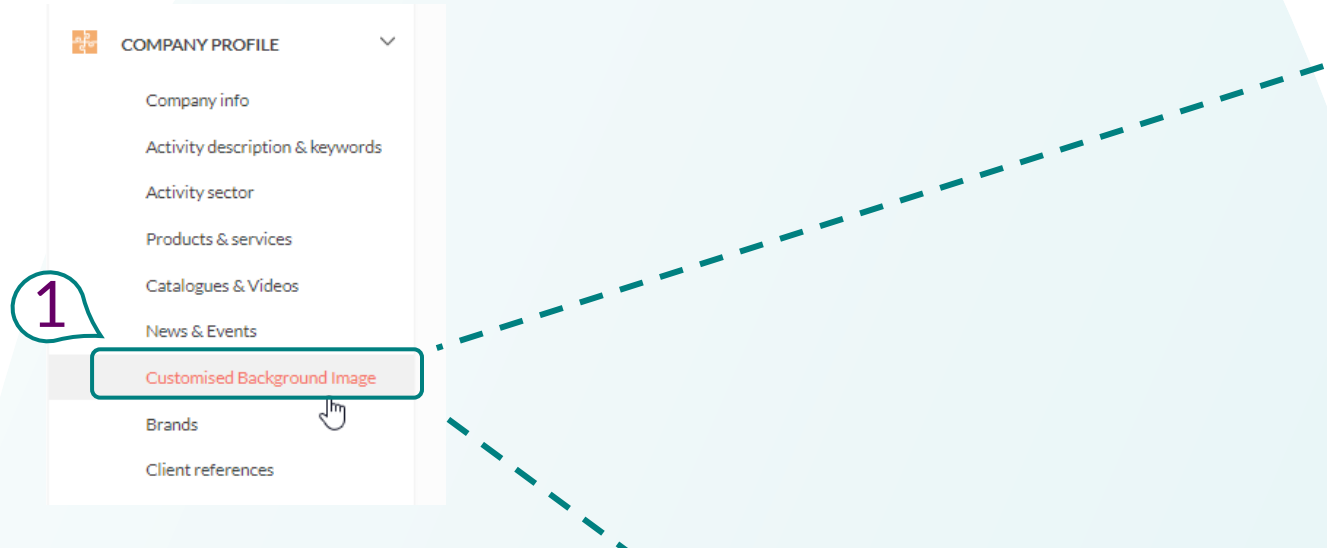 COMPANY PROFILE
Company info
Activity description & keywords
Activity sector
Products & services
Catalogues & Videos
1
News & Events
Customised Background Image
Brands
Client references